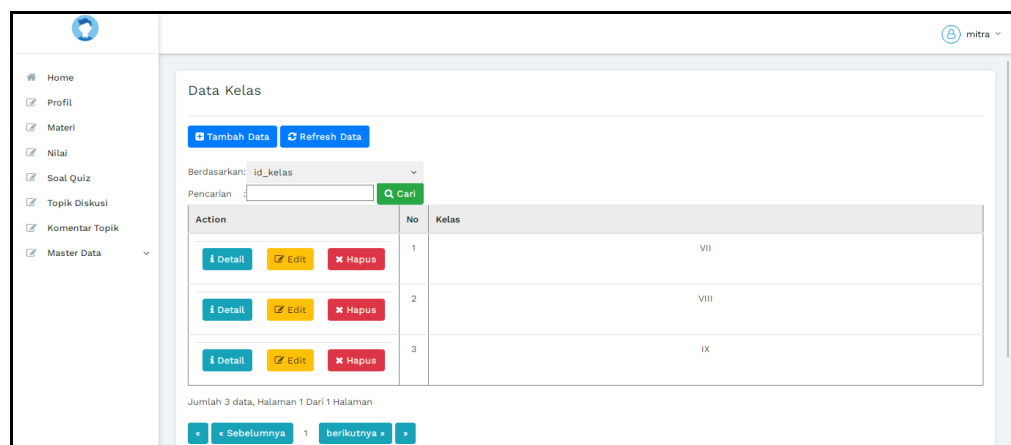 mitra
Home
Profil
Materi
Nilai
Soal Quiz
Topik Diskusi
Komentar Topik
Master Data
Data Kelas
Tambah Data Refresh Data
Berdasarkan: id_kelas
Pencarian : Cari
Action No Kelas
Detail Edit Hapus 1 VII
Detail Edit Hapus 2 VIII
Detail Edit Hapus 3 IX
Jumlah 3 data, Halaman 1 Dari 1 Halaman
« « Sebelumnya 1 berikutnya » »